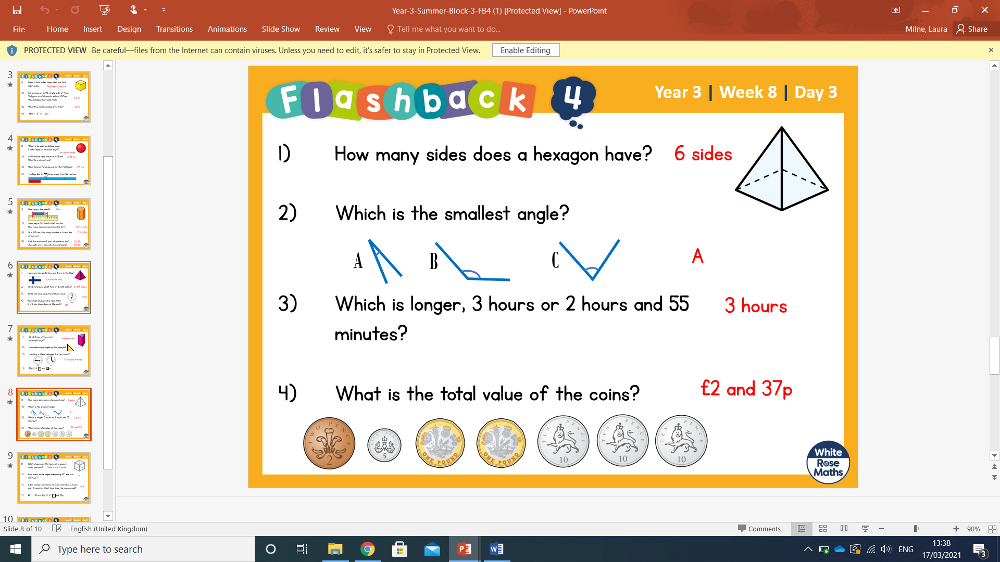 Year-3-Summer-Block-3-FB4 (1) [Protected View] - PowerPoint
File Home Insert Design Transitions Animations Slide Show Review View Tell me what you want to do... Milne, Laura Share
PROTECTED VIEW Be careful—files from the Internet can contain viruses. Unless you need to edit, it's safer to stay in Protected View. Enable Editing
3
4
5
6
7
8
9
10
Flashback 4
Year 3 | Week 8 | Day 3
1) How many sides does a hexagon have? 6 sides
2) Which is the smallest angle?
A B C A
3) Which is longer, 3 hours or 2 hours and 55 3 hours
minutes?
4) What is the total value of the coins? £2 and 37p
TWO PENCE 2
5
ONE POUND
ONE POUND
TEN PENCE 10
TEN PENCE 10
TEN PENCE 10
White
Rose
Maths
Slide 8 of 10 English (United Kingdom) Comments 90%
Type here to search
ENG
13:38
17/03/2021
3